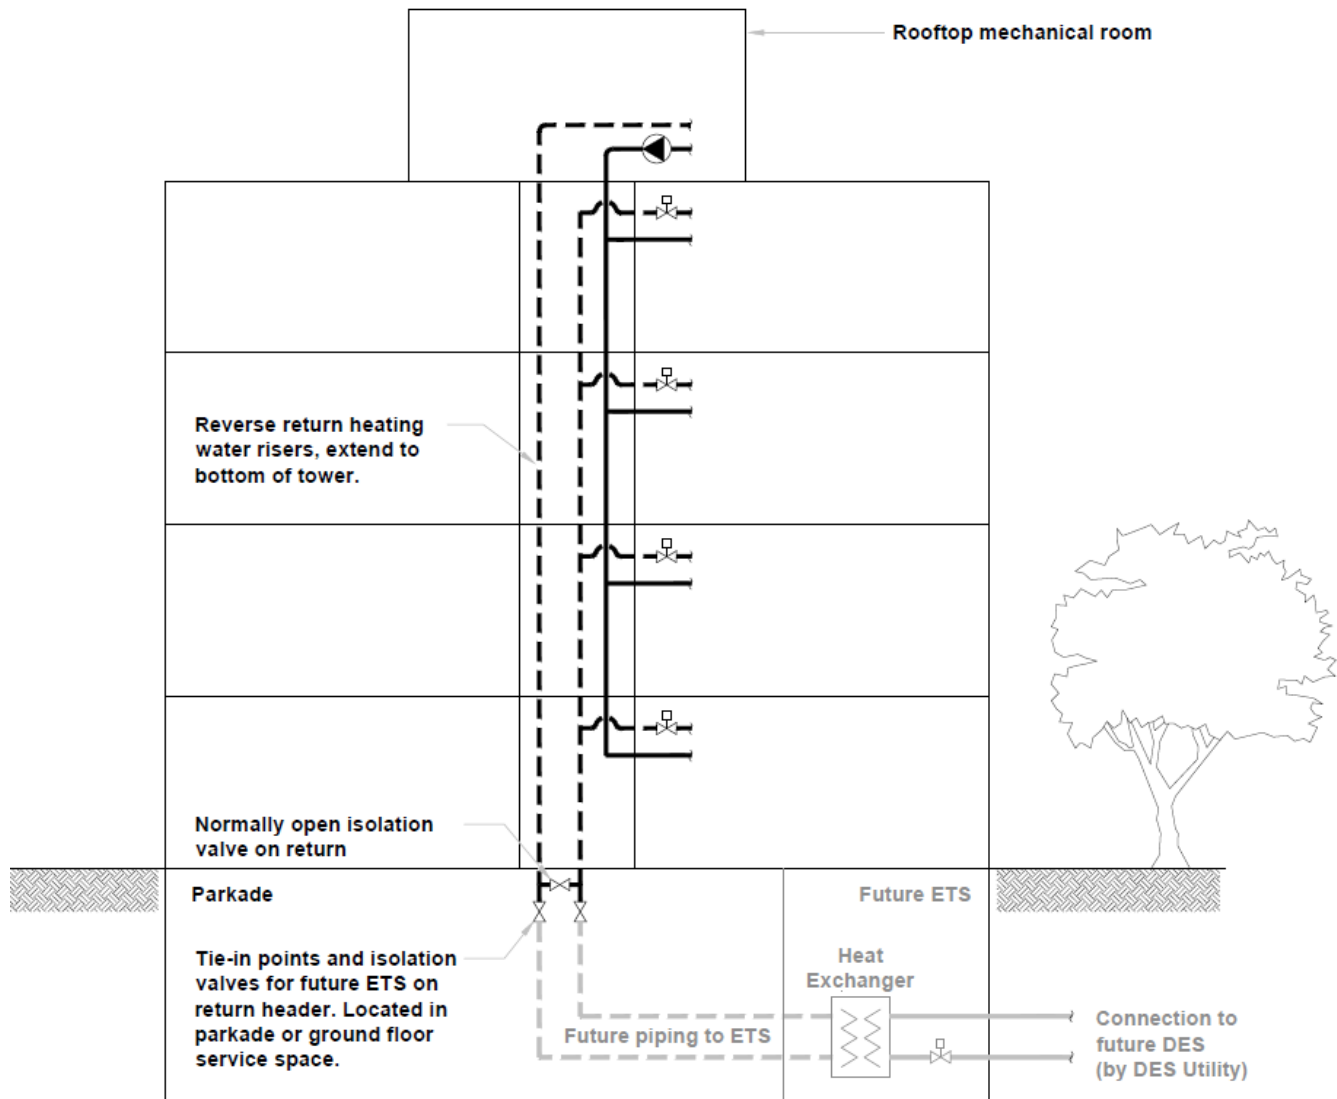 Rooftop mechanical room
Reverse return heating
water risers, extend to
bottom of tower.
Normally open isolation
valve on return
Parkade
Future ETS
Tie-in points and isolation
valves for future ETS on
return header. Located in
parkade or ground floor
service space.
Heat
Exchanger
Future piping to ETS
Connection to
future DES
(by DES Utility)